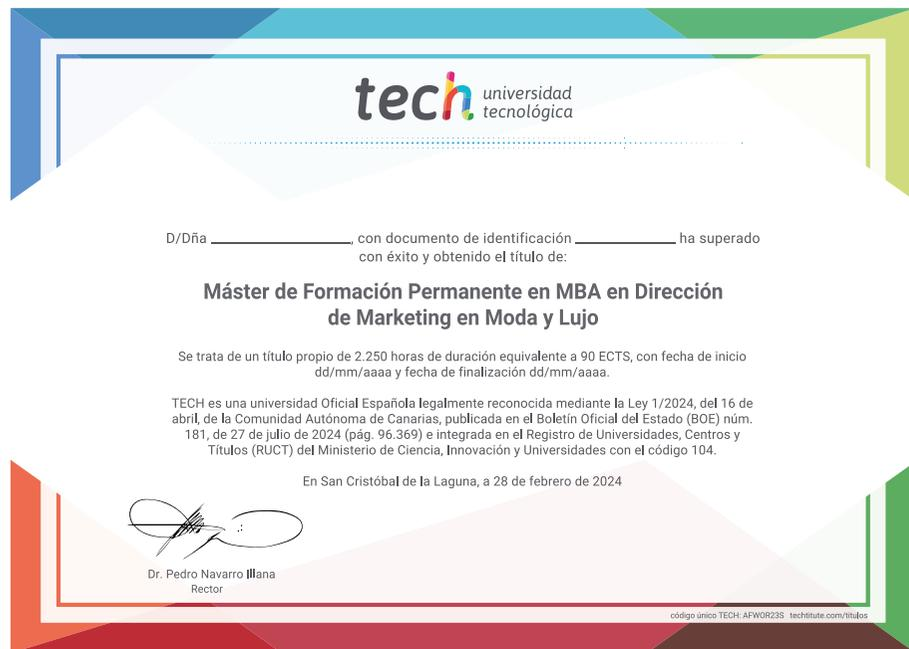 tech universidad
tecnológica
D/Dña ______________, con documento de identificación __________ ha superado
con éxito y obtenido el título de:
Máster de Formación Permanente en MBA en Dirección
de Marketing en Moda y Lujo
Se trata de un título propio de 2.250 horas de duración equivalente a 90 ECTS, con fecha de inicio
dd/mm/aaaa y fecha de finalización dd/mm/aaaa.
TECH es una universidad Oficial Española legalmente reconocida mediante la Ley 1/2024, del 16 de
abril, de la Comunidad Autónoma de Canarias, publicada en el Boletín Oficial del Estado (BOE) núm.
181, de 27 de julio de 2024 (pág. 96.369) e integrada en el Registro de Universidades, Centros y
Títulos (RUCT) del Ministerio de Ciencia, Innovación y Universidades con el código 104.
En San Cristóbal de la Laguna, a 28 de febrero de 2024
Dr. Pedro Navarro Illana
Rector
código único TECH: AFWOR23S techtitute.com/titulos